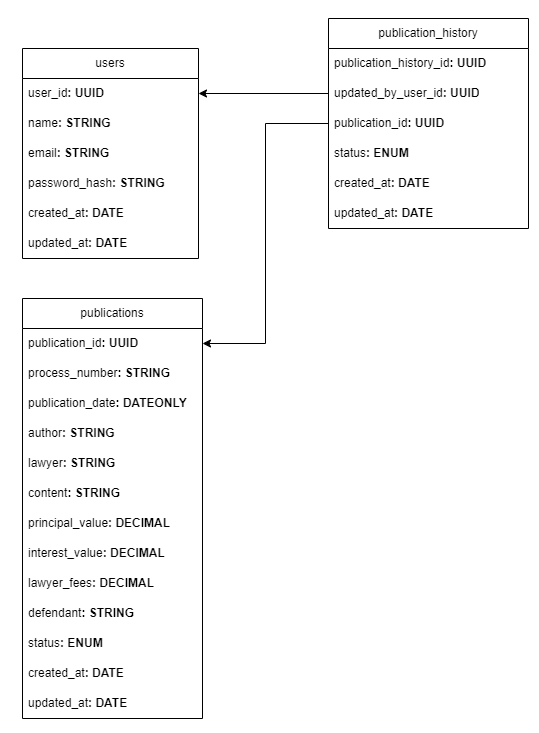 users
user_id: UUID
name: STRING
email: STRING
password_hash: STRING
created_at: DATE
updated_at: DATE
publication_history
publication_history_id: UUID
updated_by_user_id: UUID
publication_id: UUID
status: ENUM
created_at: DATE
updated_at: DATE
publications
publication_id: UUID
process_number: STRING
publication_date: DATEONLY
author: STRING
lawyer: STRING
content: STRING
principal_value: DECIMAL
interest_value: DECIMAL
lawyer_fees: DECIMAL
defendant: STRING
status: ENUM
created_at: DATE
updated_at: DATE